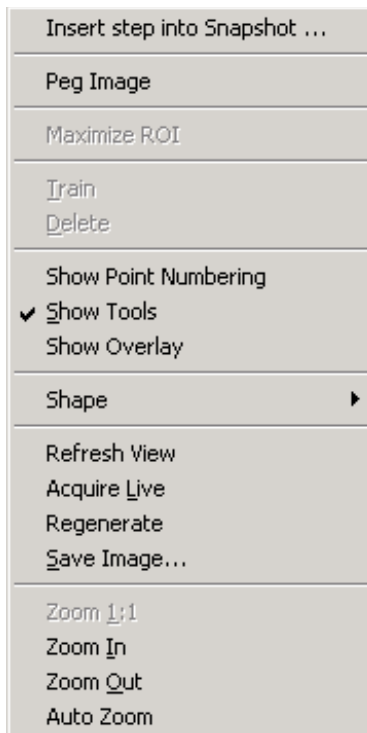 Insert step into Snapshot ...
Peg Image
Maximize ROI
Train
Delete
Show Point Numbering
Show Tools
Show Overlay
Shape
Refresh View
Acquire Live
Regenerate
Save Image...
Zoom 1:1
Zoom In
Zoom Out
Auto Zoom